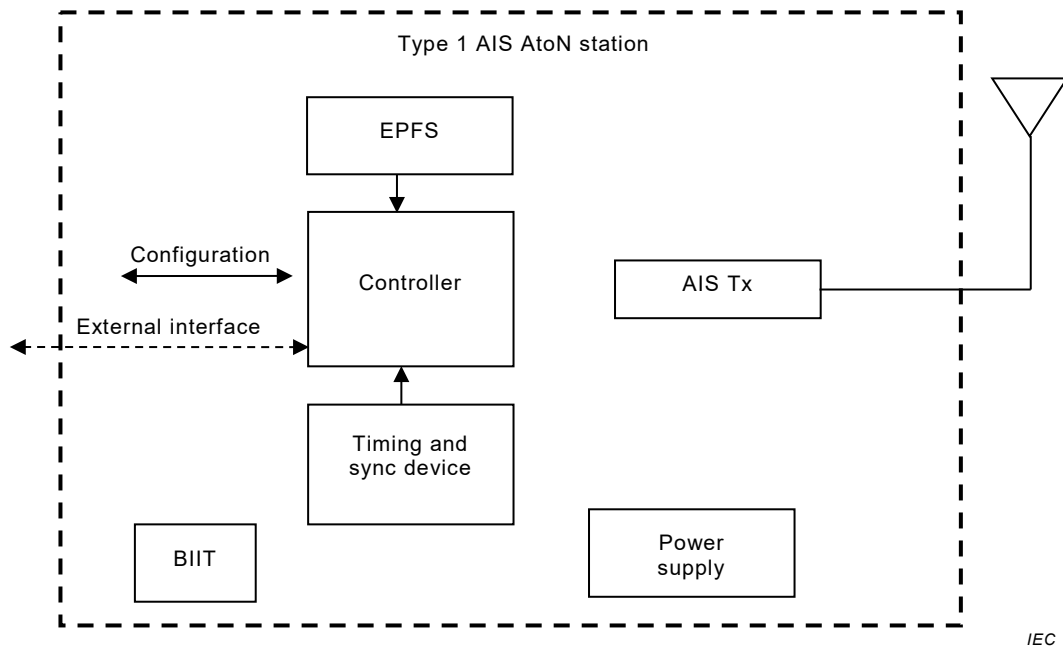 Type 1 AIS AtoN station
EPFS
Configuration
Controller
AIS Tx
External interface
Timing and
sync device
BIIT
Power
supply
IEC